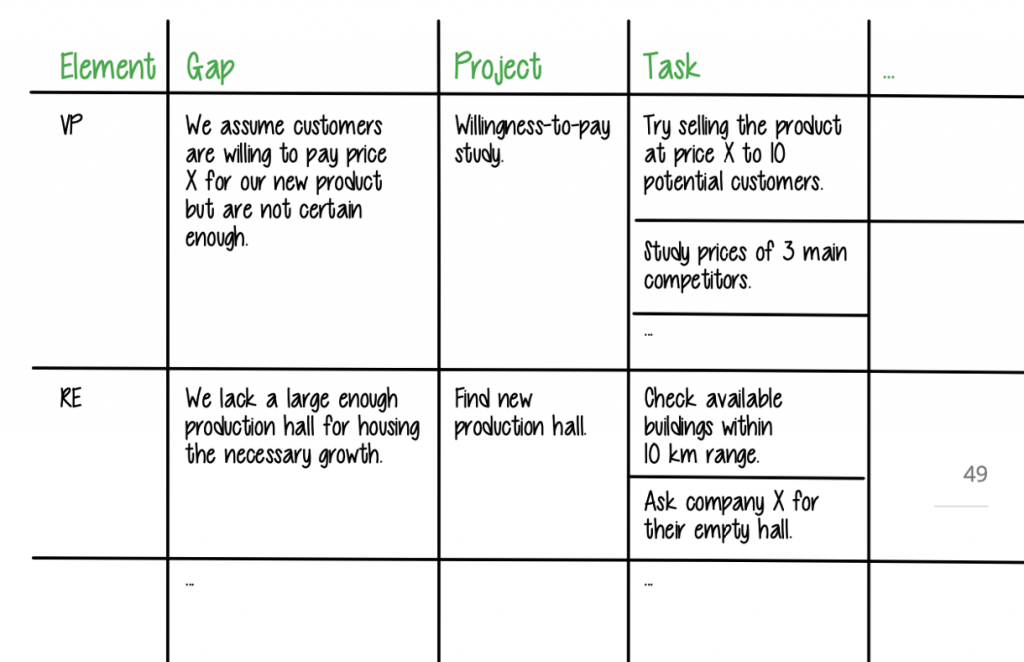 Element
Gap
Project
Task
...
VP
We assume customers
are willing to pay price
X for our new product
but are not certain
enough.
Willingness-to-pay
study.
Try selling the product
at price X to 10
potential customers.
Study prices of 3 main
competitors.
...
RE
We lack a large enough
production hall for housing
the necessary growth.
Find new
production hall.
Check available
buildings within
10 km range.
Ask company X for
their empty hall.
49
...
...